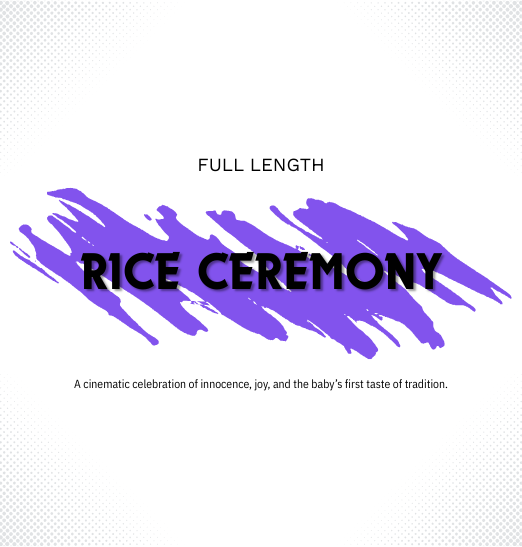 FULL LENGTH
RICE CEREMONY
A cinematic celebration of innocence, joy, and the baby's first taste of tradition.